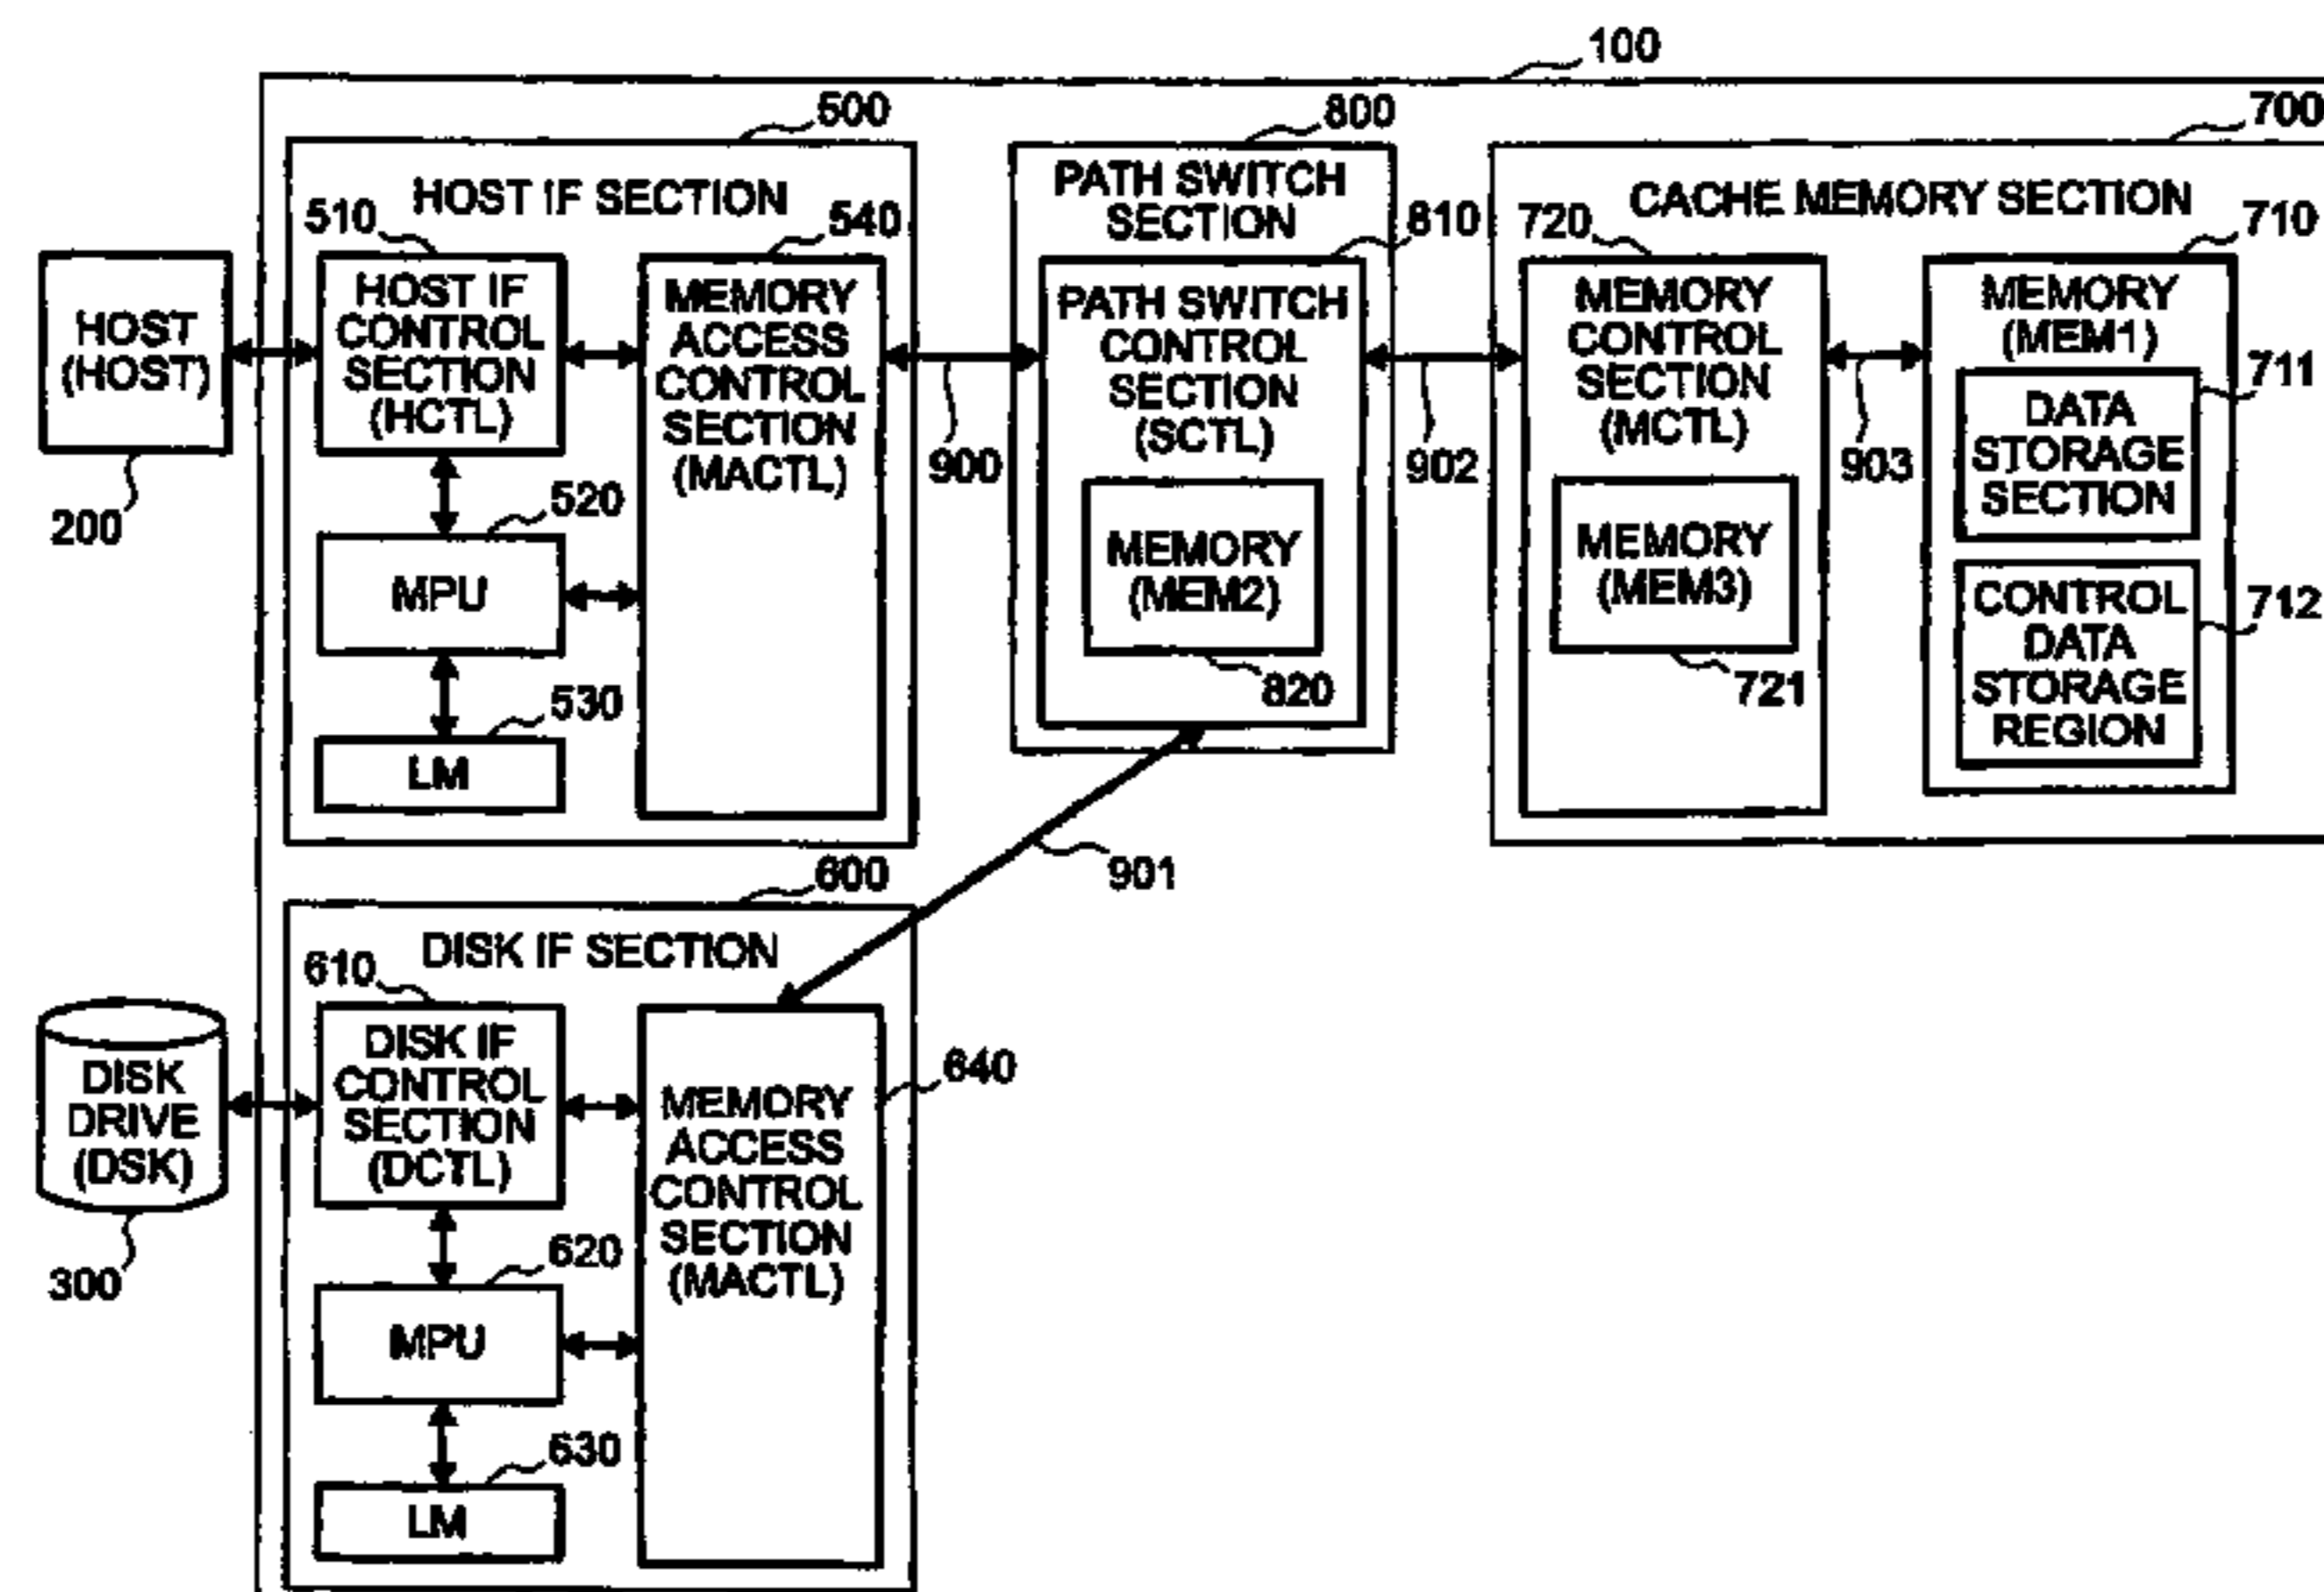 100
500
800
700
HOST IF SECTION
PATH SWITCH
SECTION
CACHE MEMORY SECTION
510
540
810
720
710
HOST
(HOST)
200
HOST IF
CONTROL
SECTION
(HCTL)
MEMORY
ACCESS
CONTROL
SECTION
(MACTL)
900
PATH SWITCH
CONTROL
SECTION
(SCTL)
902
MEMORY
CONTROL
SECTION
(MCTL)
903
MEMORY
(MEM1)
711
DATA
STORAGE
SECTION
520
MPU
MEMORY
(MEM2)
820
MEMORY
(MEM3)
721
712
CONTROL
DATA
STORAGE
REGION
530
LM
901
600
DISK IF SECTION
610
640
DISK
DRIVE
(DSK)
300
DISK IF
CONTROL
SECTION
(DCTL)
MEMORY
ACCESS
CONTROL
SECTION
(MACTL)
620
MPU
630
LM